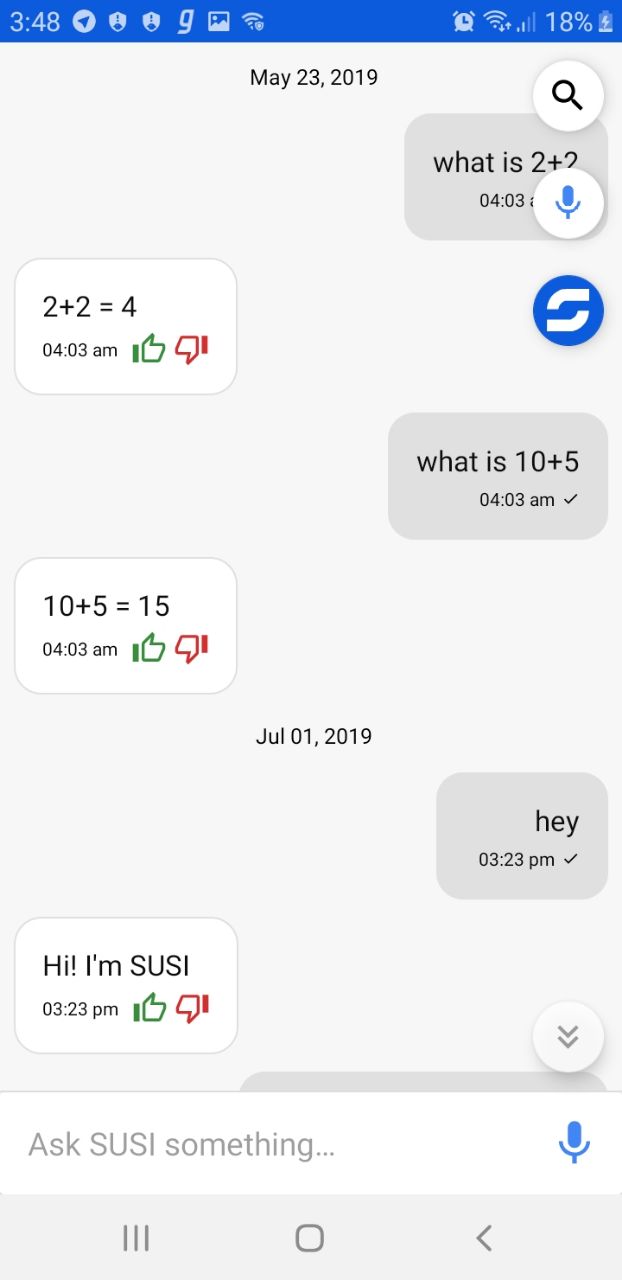 3:48 18%
May 23, 2019
what is 2+2
04:03
2+2 = 4
04:03 am
what is 10+5
04:03 am
10+5 = 15
04:03 am
Jul 01, 2019
hey
03:23 pm
Hi! I'm SUSI
03:23 pm
Ask SUSI something...